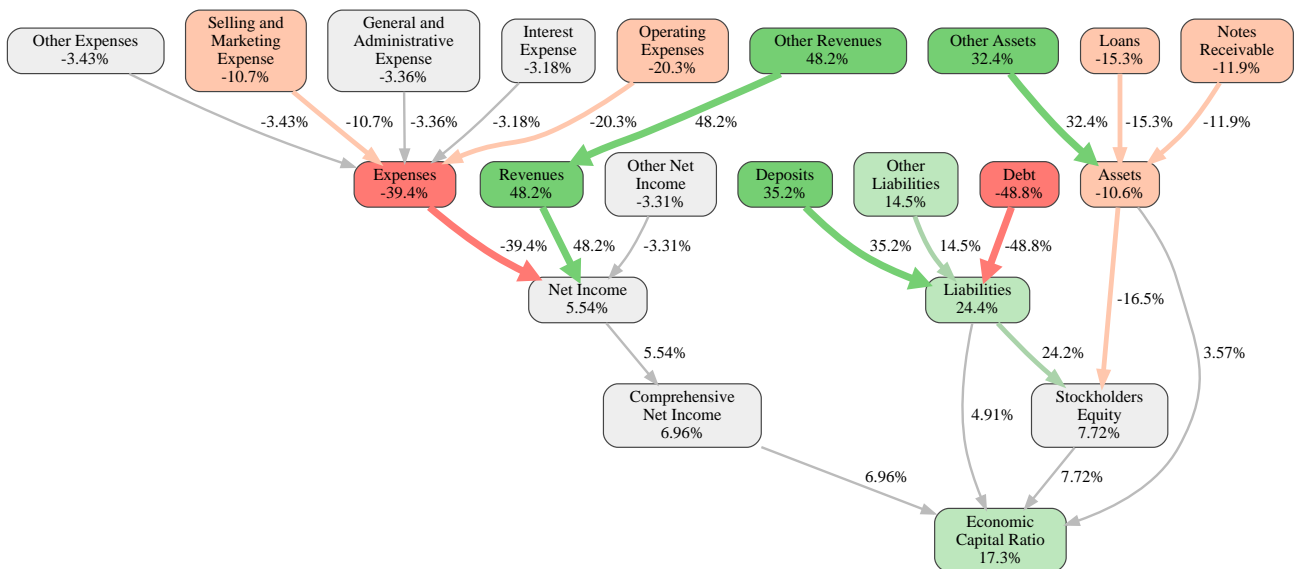 Other Expenses
-3.43%
Selling and
Marketing
Expense
-10.7%
General and
Administrative
Expense
-3.36%
Interest
Expense
-3.18%
Operating
Expenses
-20.3%
Other Revenues
48.2%
Other Assets
32.4%
Loans
-15.3%
Notes
Receivable
-11.9%
-3.43%
-10.7%
-3.36%
-3.18%
-20.3%
48.2%
32.4%
-15.3%
-11.9%
Expenses
-39.4%
Revenues
48.2%
Other Net
Income
-3.31%
Deposits
35.2%
Other
Liabilities
14.5%
Debt
-48.8%
Assets
-10.6%
-39.4%
48.2%
-3.31%
35.2%
14.5%
-48.8%
Net Income
5.54%
Liabilities
24.4%
-16.5%
5.54%
24.2%
3.57%
Comprehensive
Net Income
6.96%
4.91%
Stockholders
Equity
7.72%
6.96%
7.72%
Economic
Capital Ratio
17.3%